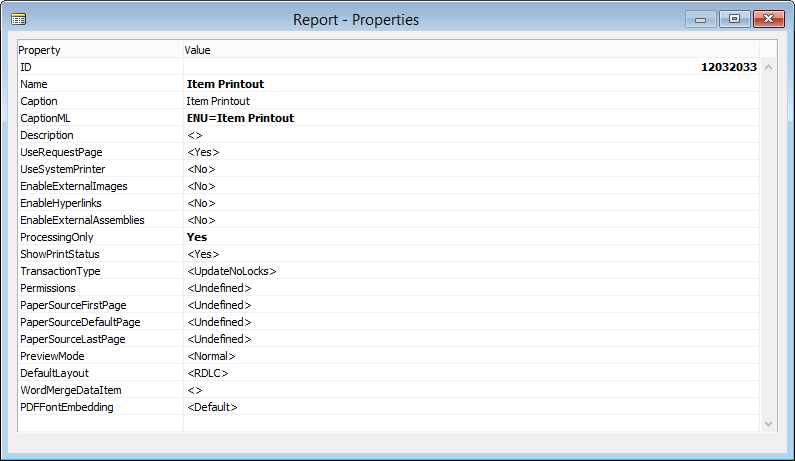 Report - Properties
Property Value
ID 12032033
Name Item Printout
Caption Item Printout
CaptionML ENU=Item Printout
Description <>
UseRequestPage <Yes>
UseSystemPrinter <No>
EnableExternalImages <No>
EnableHyperlinks <No>
EnableExternalAssemblies <No>
ProcessingOnly Yes
ShowPrintStatus <Yes>
TransactionType <UpdateNoLocks>
Permissions <Undefined>
PaperSourceFirstPage <Undefined>
PaperSourceDefaultPage <Undefined>
PaperSourceLastPage <Undefined>
PreviewMode <Normal>
DefaultLayout <RDLC>
WordMergeDataItem <>
PDFFontEmbedding <Default>